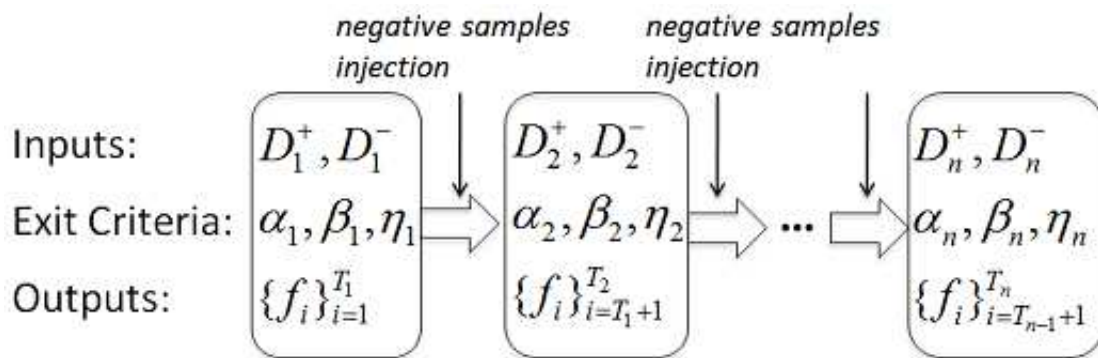 negative samples injection
negative samples injection
Inputs: D_1^+, D_1^- D_2^+, D_2^- D_n^+, D_n^-
Exit Criteria: α_1, β_1, η_1 α_2, β_2, η_2 ... α_n, β_n, η_n
Outputs: {f_i}_{i=1}^{T_1} {f_i}_{i=T_1+1}^{T_2} {f_i}_{i=T_{n-1}+1}^{T_n}